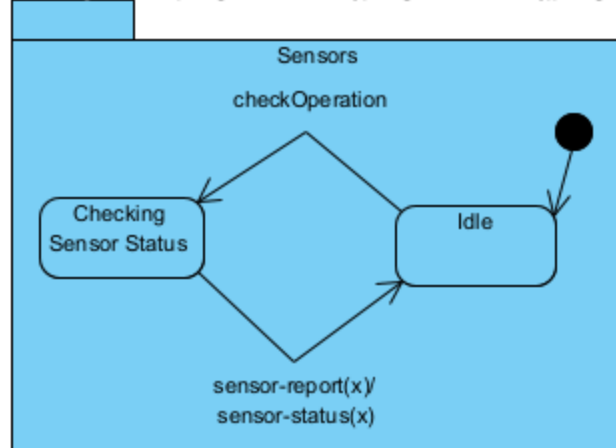 Sensors
checkOperation
Checking
Sensor Status
Idle
sensor-report(x)/
sensor-status(x)